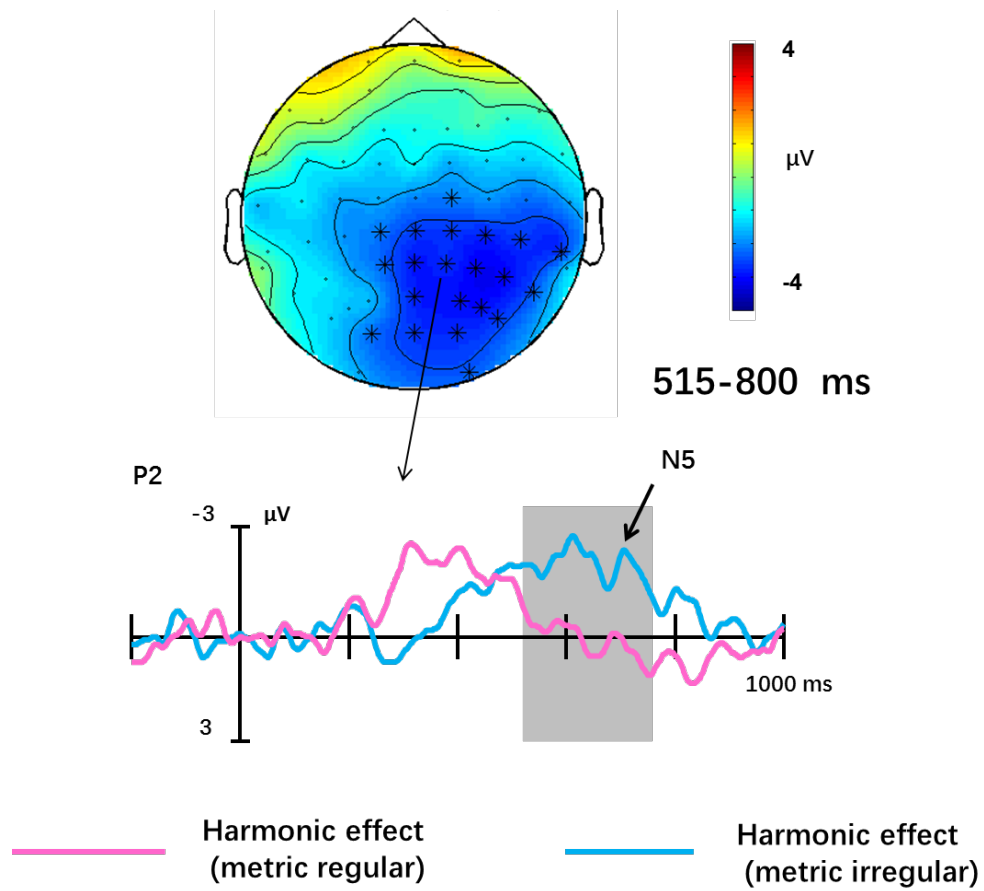 4
μV
-4
515-800 ms
N5
P2
-3
μV
1000 ms
3
Harmonic effect
(metric regular)
Harmonic effect
(metric irregular)